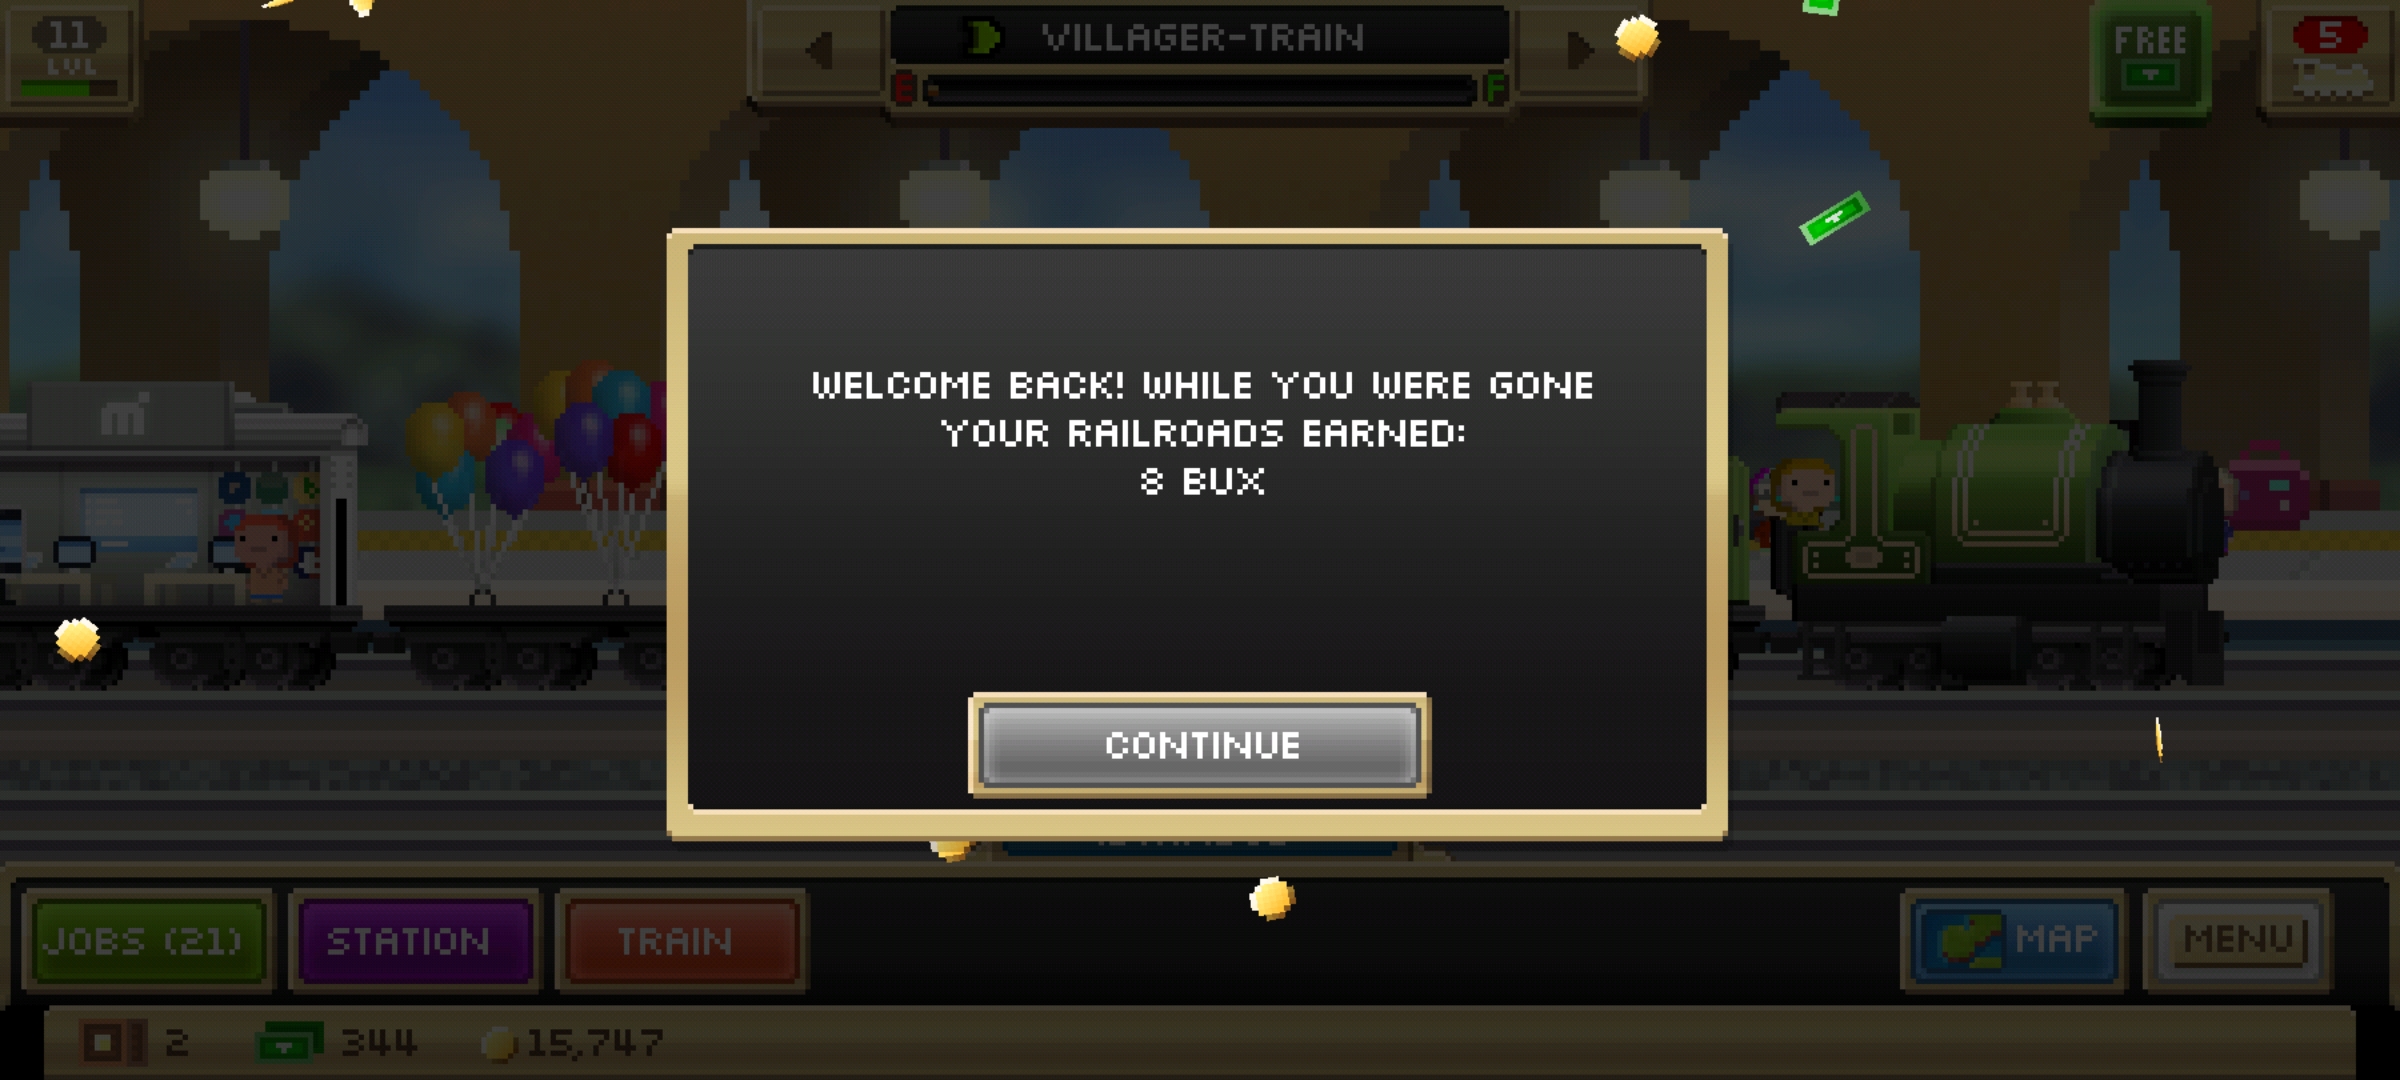 11
LVL
VILLAGER-TRAIN
E
F
FREE
5
m
WELCOME BACK! WHILE YOU WERE GONE
YOUR RAILROADS EARNED:
8 BUX
CONTINUE
JOBS (21)
STATION
TRAIN
MAP
MENU
2
344
15,747